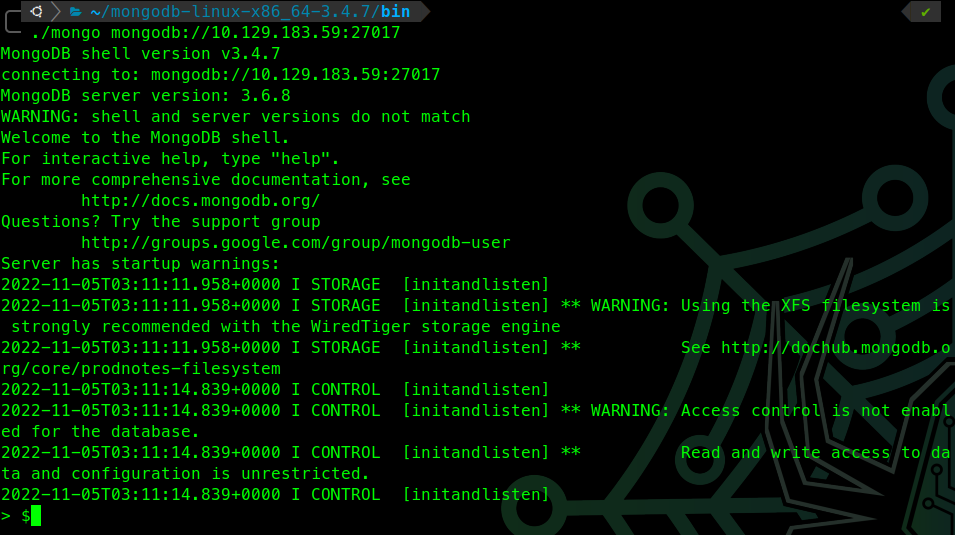 ~/mongodb-linux-x86_64-3.4.7/bin ✔
./mongo mongodb://10.129.183.59:27017
MongoDB shell version v3.4.7
connecting to: mongodb://10.129.183.59:27017
MongoDB server version: 3.6.8
WARNING: shell and server versions do not match
Welcome to the MongoDB shell.
For interactive help, type "help".
For more comprehensive documentation, see
        http://docs.mongodb.org/
Questions? Try the support group
        http://groups.google.com/group/mongodb-user
Server has startup warnings:
2022-11-05T03:11:11.958+0000 I STORAGE  [initandlisten]
2022-11-05T03:11:11.958+0000 I STORAGE  [initandlisten] ** WARNING: Using the XFS filesystem is
 strongly recommended with the WiredTiger storage engine
2022-11-05T03:11:11.958+0000 I STORAGE  [initandlisten] **          See http://dochub.mongodb.o
rg/core/prodnotes-filesystem
2022-11-05T03:11:14.839+0000 I CONTROL  [initandlisten]
2022-11-05T03:11:14.839+0000 I CONTROL  [initandlisten] ** WARNING: Access control is not enabl
ed for the database.
2022-11-05T03:11:14.839+0000 I CONTROL  [initandlisten] **          Read and write access to da
ta and configuration is unrestricted.
2022-11-05T03:11:14.839+0000 I CONTROL  [initandlisten]
> $